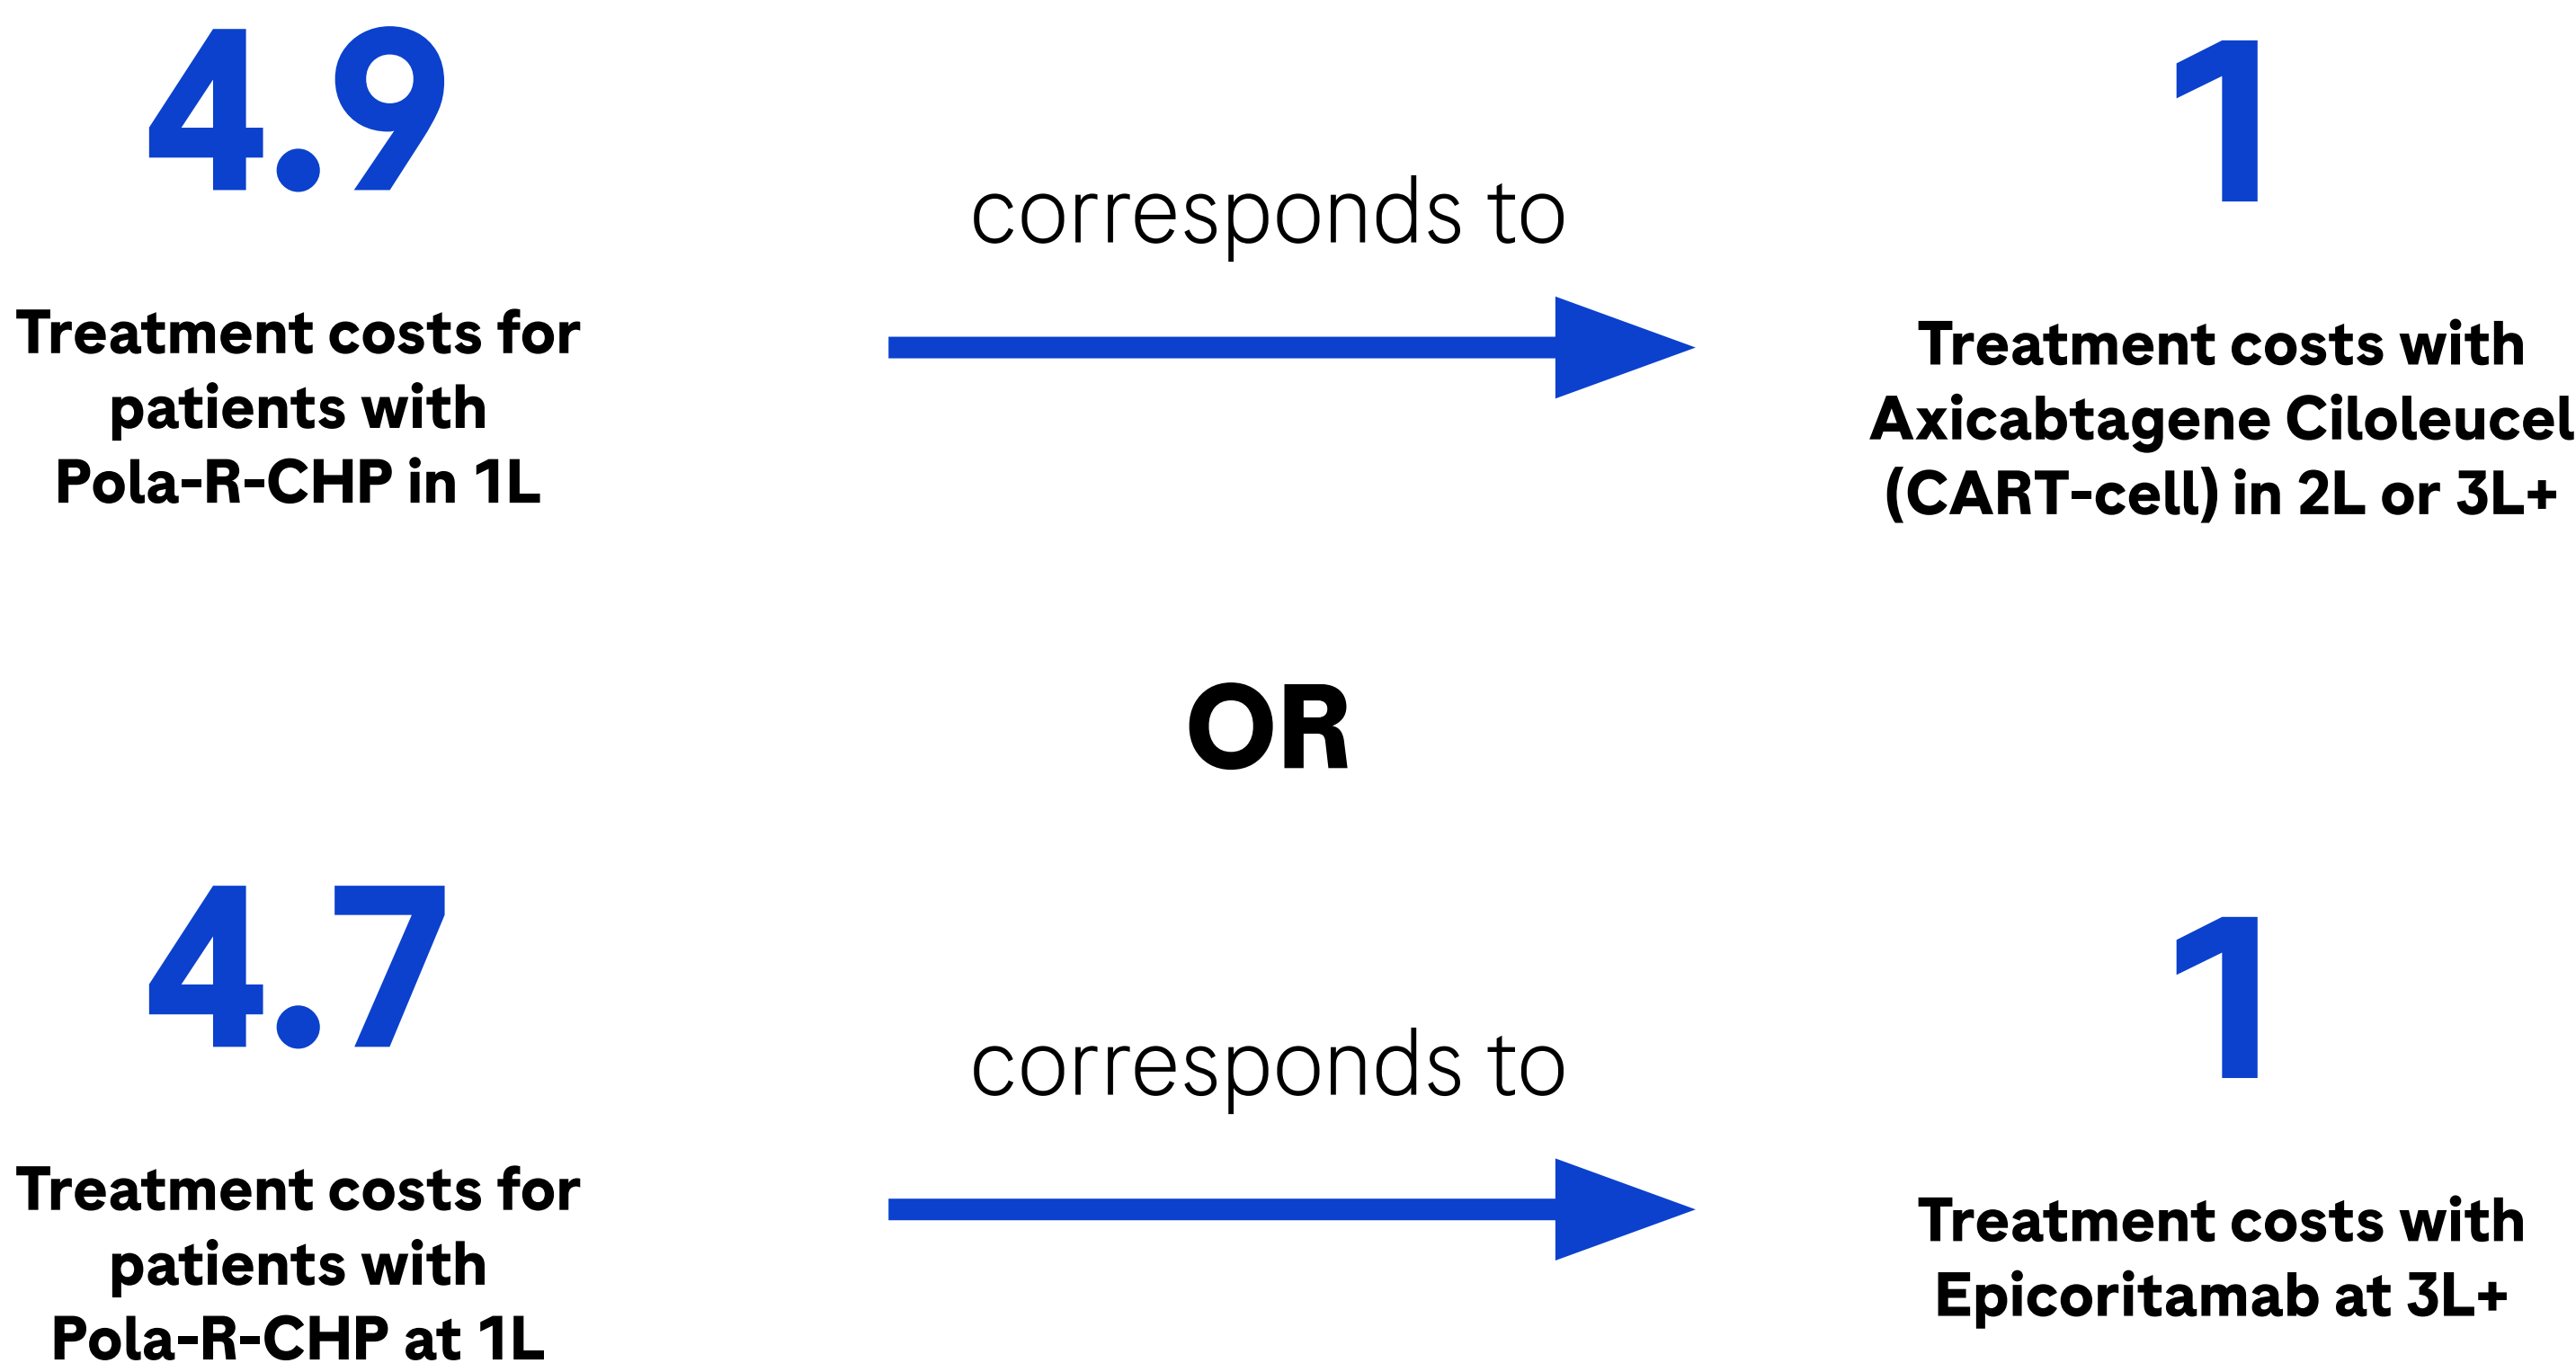 4.9
Treatment costs for
patients with
Pola-R-CHP in 1L
corresponds to
1
Treatment costs with
Axicabtagene Ciloleucel
(CART-cell) in 2L or 3L+
OR
4.7
Treatment costs for
patients with
Pola-R-CHP at 1L
corresponds to
1
Treatment costs with
Epicoritamab at 3L+